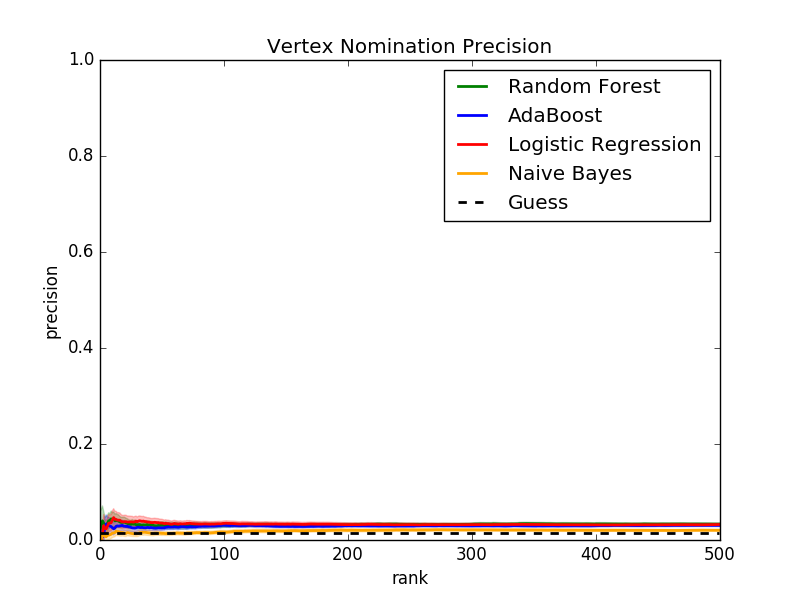 Vertex Nomination Precision
1.0
0.8
0.6
0.4
0.2
0.0
precision
Random Forest
AdaBoost
Logistic Regression
Naive Bayes
Guess
0 100 200 300 400 500
rank